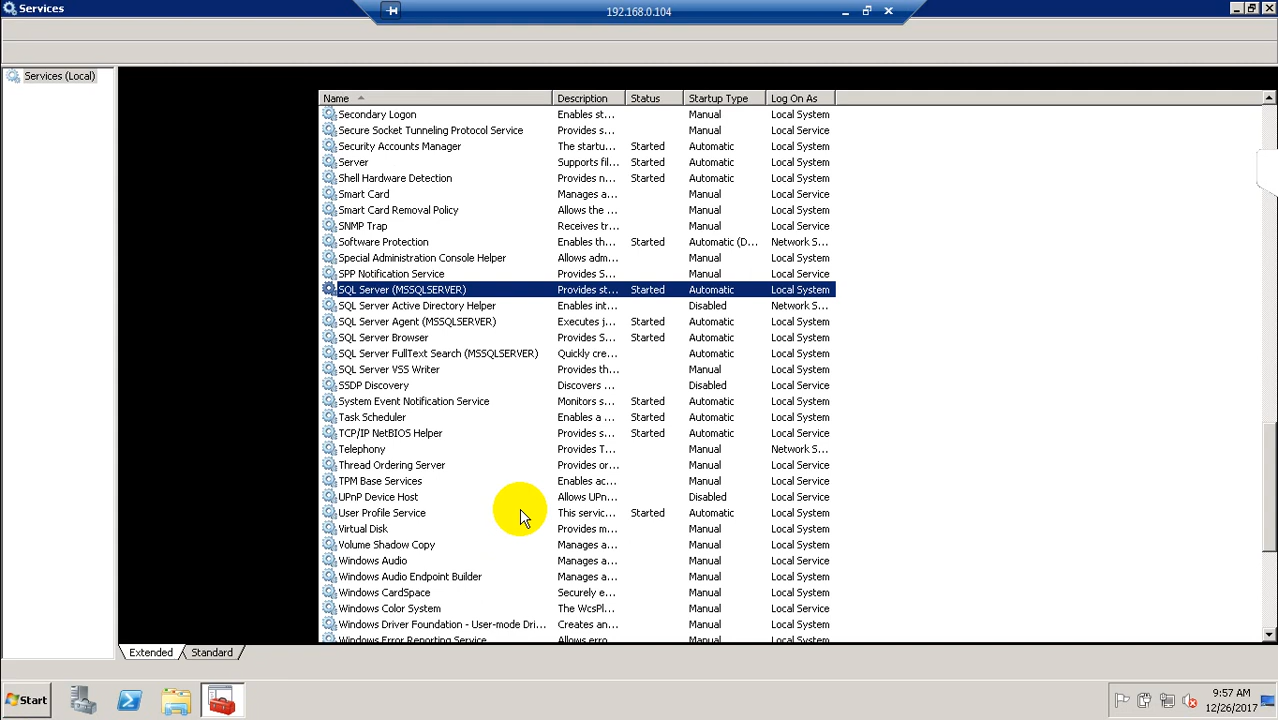 Services
192.168.0.104
Services (Local)
Name Description Status Startup Type Log On As
Secondary Logon Enables st... Manual Local System
Secure Socket Tunneling Protocol Service Provides s... Manual Local Service
Security Accounts Manager The startu... Started Automatic Local System
Server Supports fil... Started Automatic Local System
Shell Hardware Detection Provides n... Started Automatic Local System
Smart Card Manages a... Manual Local Service
Smart Card Removal Policy Allows the ... Manual Local System
SNMP Trap Receives tr... Manual Local Service
Software Protection Enables th... Started Automatic (D... Network S...
Special Administration Console Helper Allows adm... Manual Local System
SPP Notification Service Provides S... Manual Local Service
SQL Server (MSSQLSERVER) Provides st... Started Automatic Local System
SQL Server Active Directory Helper Enables int... Disabled Network S...
SQL Server Agent (MSSQLSERVER) Executes j... Started Automatic Local System
SQL Server Browser Provides S... Started Automatic Local System
SQL Server FullText Search (MSSQLSERVER) Quickly cre... Automatic Local System
SQL Server VSS Writer Provides th... Manual Local System
SSDP Discovery Discovers ... Disabled Local Service
System Event Notification Service Monitors s... Started Automatic Local System
Task Scheduler Enables a ... Started Automatic Local System
TCP/IP NetBIOS Helper Provides s... Started Automatic Local Service
Telephony Provides T... Manual Network S...
Thread Ordering Server Provides or... Manual Local Service
TPM Base Services Enables ac... Manual Local Service
UPnP Device Host Allows UPn... Disabled Local Service
User Profile Service This servic... Started Automatic Local System
Virtual Disk Provides m... Manual Local System
Volume Shadow Copy Manages a... Manual Local System
Windows Audio Manages a... Manual Local Service
Windows Audio Endpoint Builder Manages a... Manual Local System
Windows CardSpace Securely e... Manual Local System
Windows Color System The WcsPl... Manual Local Service
Windows Driver Foundation - User-mode Dri... Creates an... Manual Local System
Windows Error Reporting Service Allows erro... Manual Local System
Extended Standard
Start
9:57 AM
12/26/2017